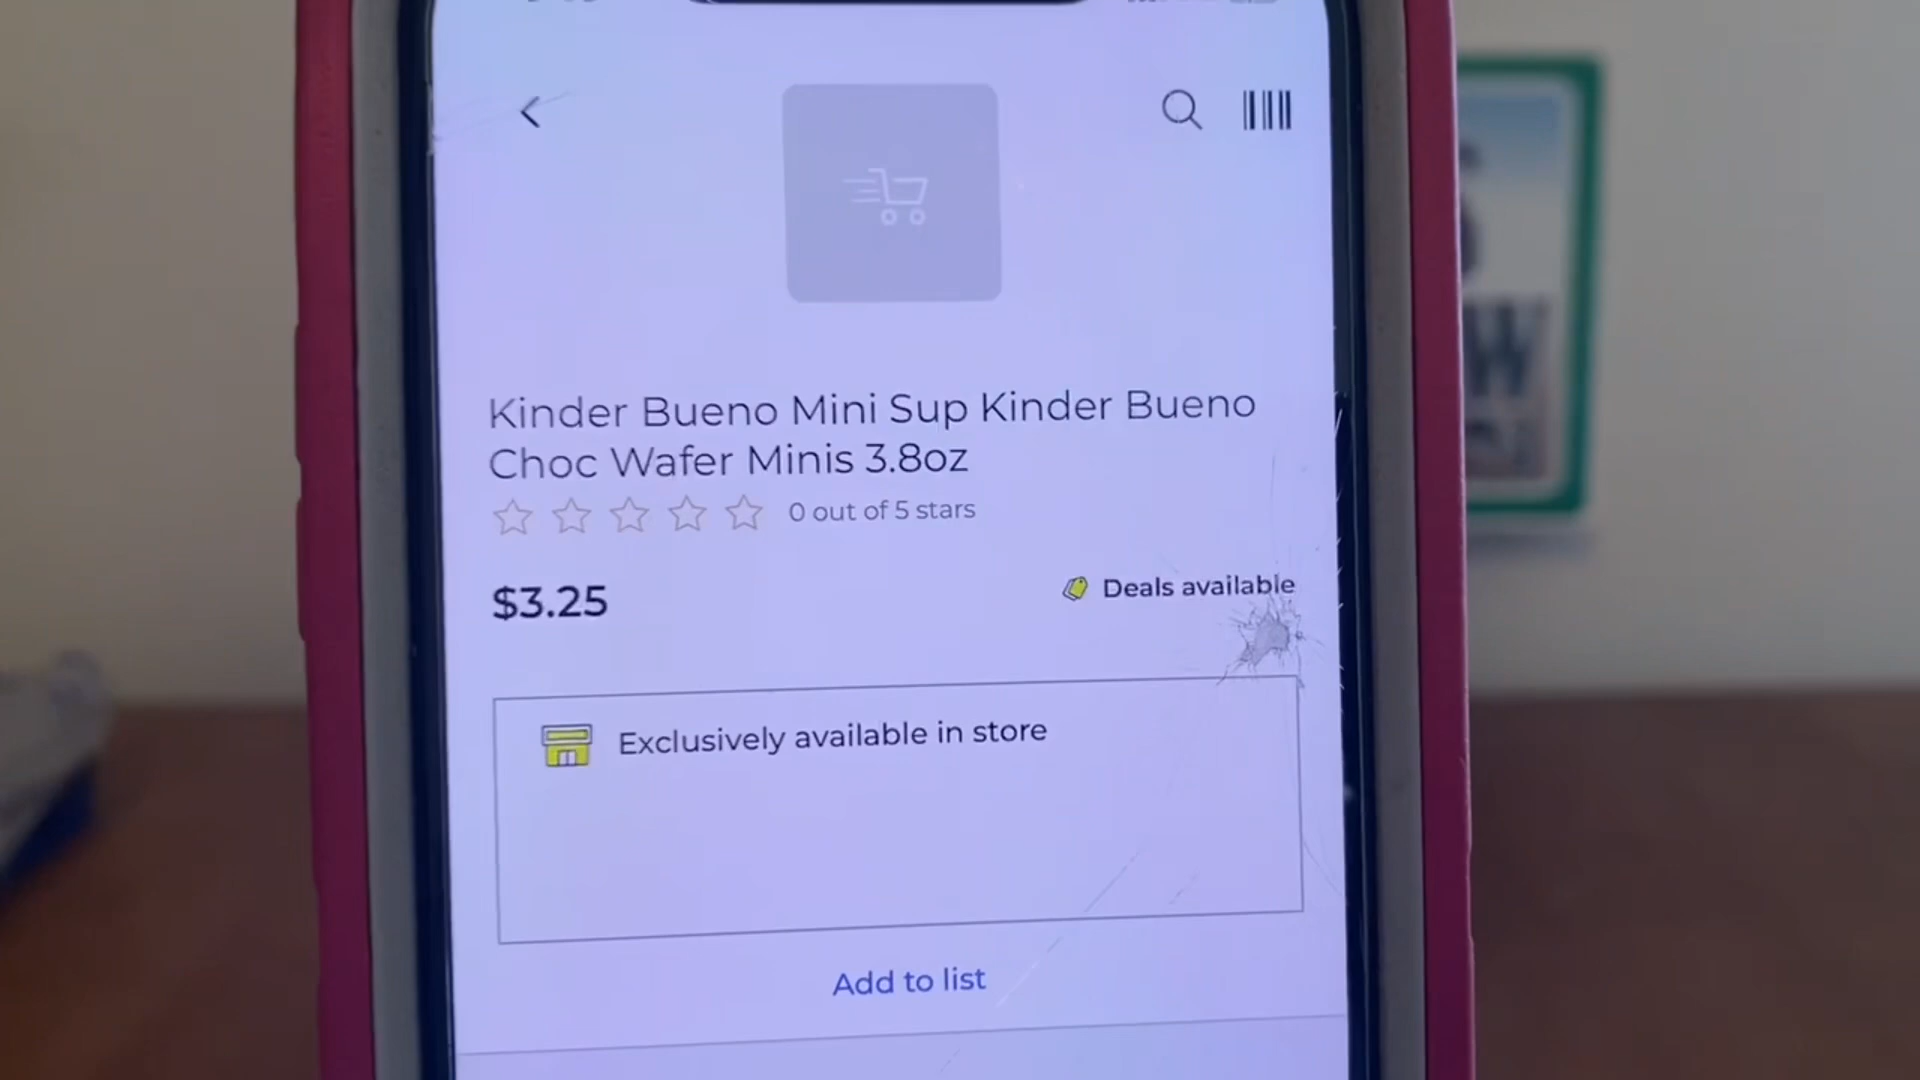 Kinder Bueno Mini Sup Kinder Bueno
Choc Wafer Minis 3.8oz
0 out of 5 stars
$3.25
Deals available
Exclusively available in store
Add to list